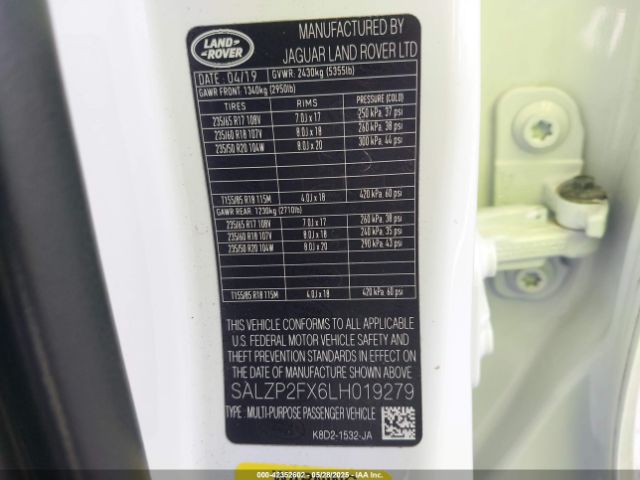 LAND ROVER
MANUFACTURED BY
JAGUAR LAND ROVER LTD
DATE: 04/19 GVWR: 2430kg (5355lb)
GAWR FRONT: 1340kg (2950lb)
TIRES RIMS PRESSURE (COLD)
235/65 R17 108V 7.0J x 17 250 kPa, 37 psi
235/60 R18 107V 8.0J x 18 260 kPa, 38 psi
235/50 R20 104W 8.0J x 20 300 kPa, 44 psi
T155/85 R18 115M 4.0J x 18 420 kPa, 60 psi
GAWR REAR: 1230kg (2710lb)
235/65 R17 108V 7.0J x 17 260 kPa, 38 psi
235/60 R18 107V 8.0J x 18 240 kPa, 35 psi
235/50 R20 104W 8.0J x 20 290 kPa, 43 psi
T155/85 R18 115M 4.0J x 18 420 kPa, 60 psi
THIS VEHICLE CONFORMS TO ALL APPLICABLE
U.S. FEDERAL MOTOR VEHICLE SAFETY AND
THEFT PREVENTION STANDARDS IN EFFECT ON
THE DATE OF MANUFACTURE SHOWN ABOVE
SALZP2FX6LH019279
TYPE: MULTI-PURPOSE PASSENGER VEHICLE
K8D2-1532-JA
000-42352602 - 05/28/2025 - IAAI.COM